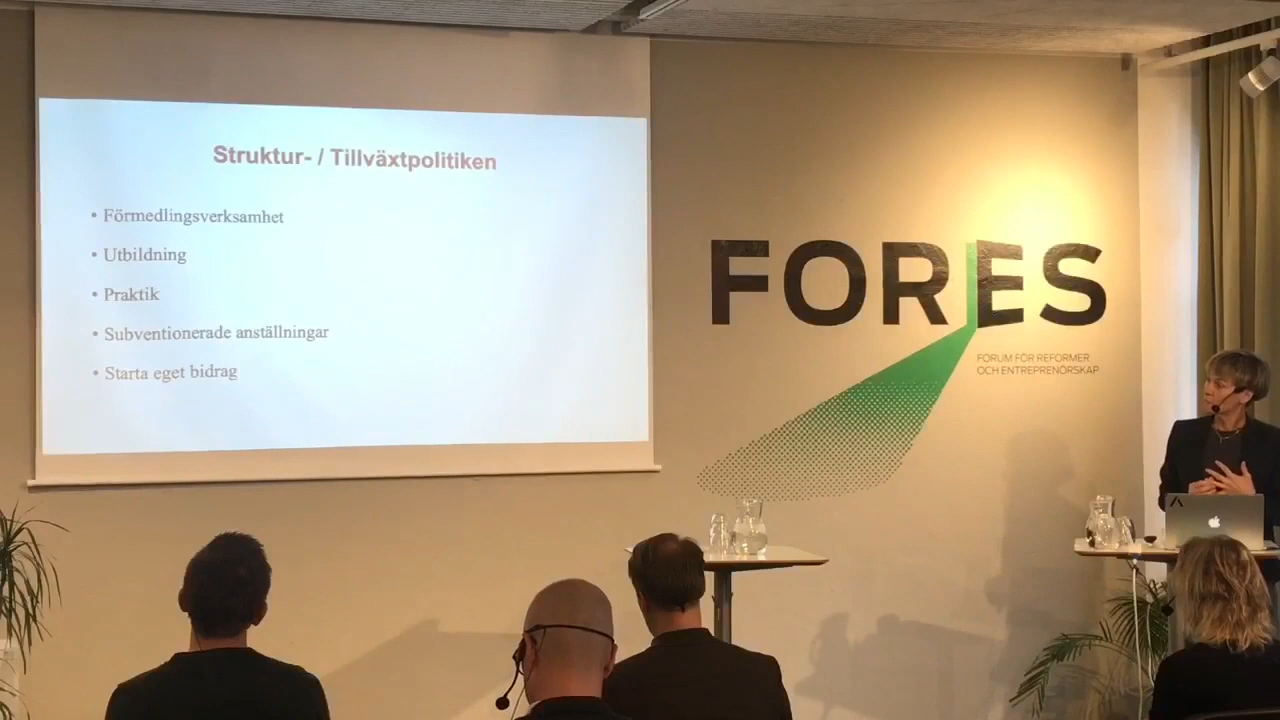 Struktur- / Tillväxtpolitiken
• Förmedlingsverksamhet
• Utbildning
• Praktik
• Subventionerade anställningar
• Starta eget bidrag
FORES
FORUM FÖR REFORMER
OCH ENTREPRENÖRSKAP